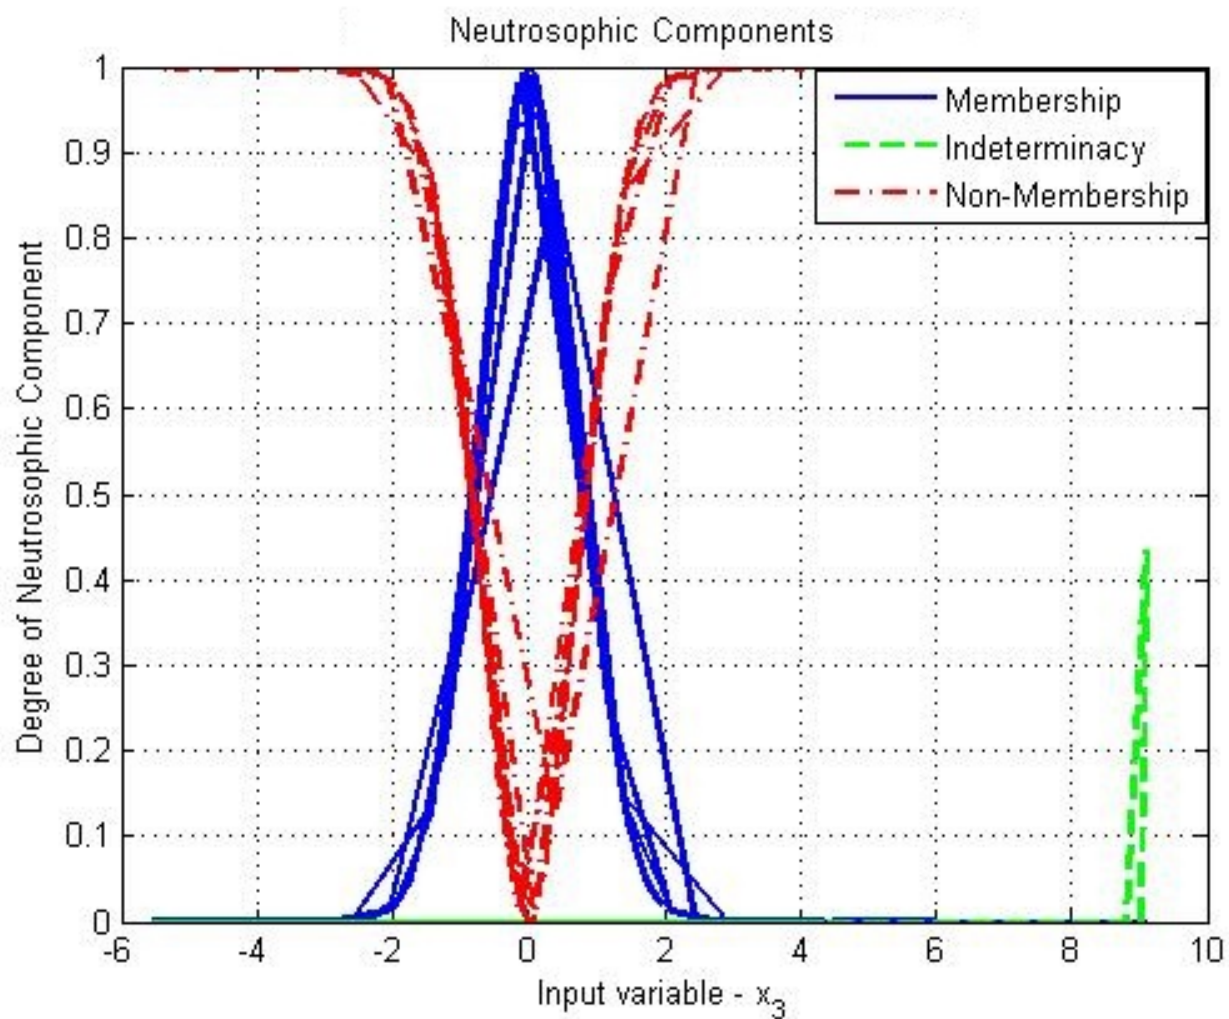 Neutrosophic Components
Membership
Indeterminacy
Non-Membership
Degree of Neutrosophic Component
1
0.9
0.8
0.7
0.6
0.5
0.4
0.3
0.2
0.1
0
-6 -4 -2 0 2 4 6 8 10
Input variable - x₃